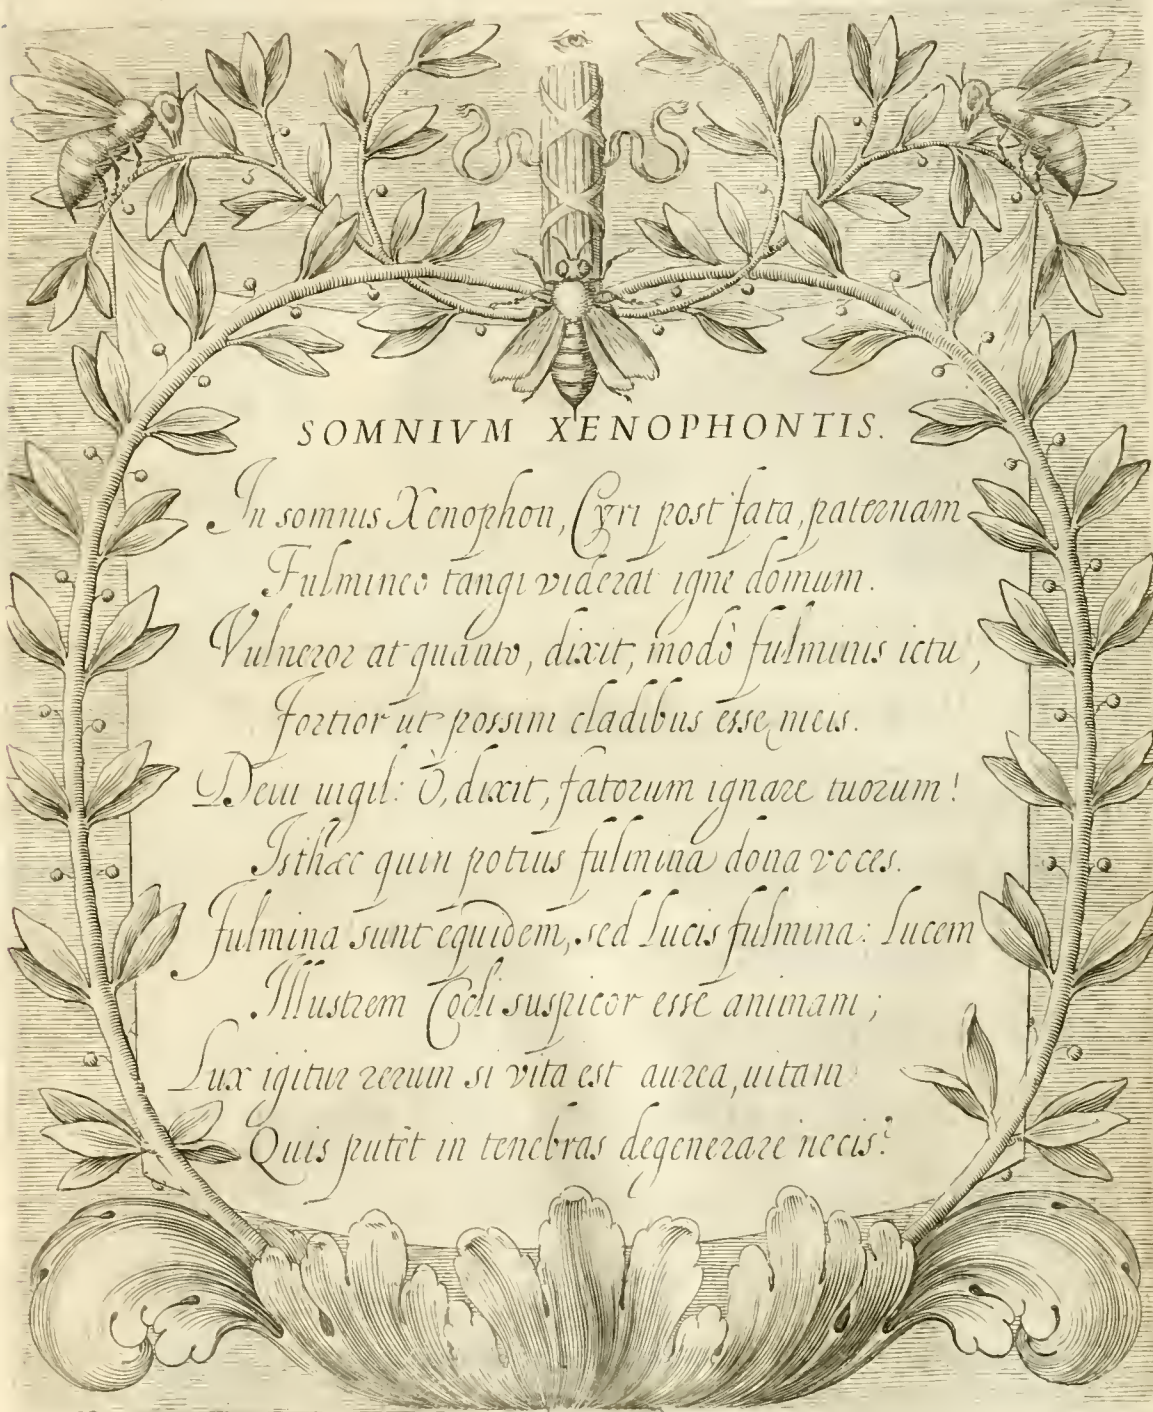 SOMNIVM XENOPHONTIS.
In somnis Xenophon, Cyri post fata, paternam
Fulmineo tangi viderat igne domum.
Vulneror at quanto, dixit, modò fulminis ictu,
Fortior ut possim cladibus esse meis.
Deiu uigil: Ò, dixit, fatorum ignare tuorum!
Isthæc quin potius fulmina dona voces.
Fulmina sunt equidem, sed lucis fulmina: lucem
Illustrem Coeli suspicor esse animam;
Lux igitur rerum si vita est aurea, uitam
Quis putet in tenebras degenerare necis?